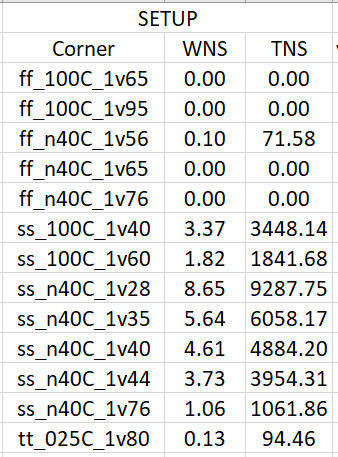 SETUP
Corner WNS TNS
ff_100C_1v65 0.00 0.00
ff_100C_1v95 0.00 0.00
ff_n40C_1v56 0.10 71.58
ff_n40C_1v65 0.00 0.00
ff_n40C_1v76 0.00 0.00
ss_100C_1v40 3.37 3448.14
ss_100C_1v60 1.82 1841.68
ss_n40C_1v28 8.65 9287.75
ss_n40C_1v35 5.64 6058.17
ss_n40C_1v40 4.61 4884.20
ss_n40C_1v44 3.73 3954.31
ss_n40C_1v76 1.06 1061.86
tt_025C_1v80 0.13 94.46